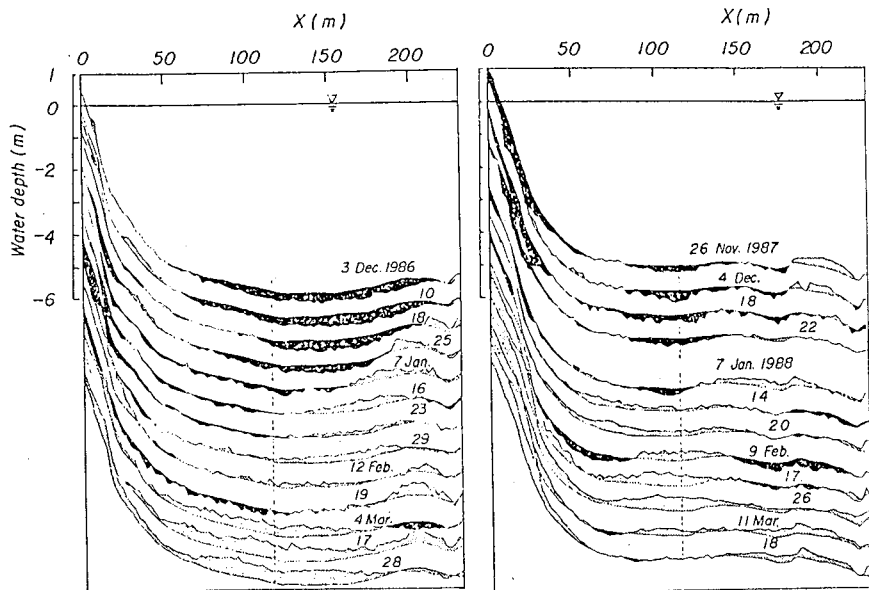 X (m)
0 50 100 150 200
1
0
-2
-4
-6
Water depth (m)
3 Dec. 1986
10
18
25
7 Jan.
16
23
29
12 Feb.
19
4 Mar.
17
28
X (m)
0 50 100 150 200
26 Nov. 1987
4 Dec.
18
22
7 Jan. 1988
14
20
9 Feb.
17
26
11 Mar.
18